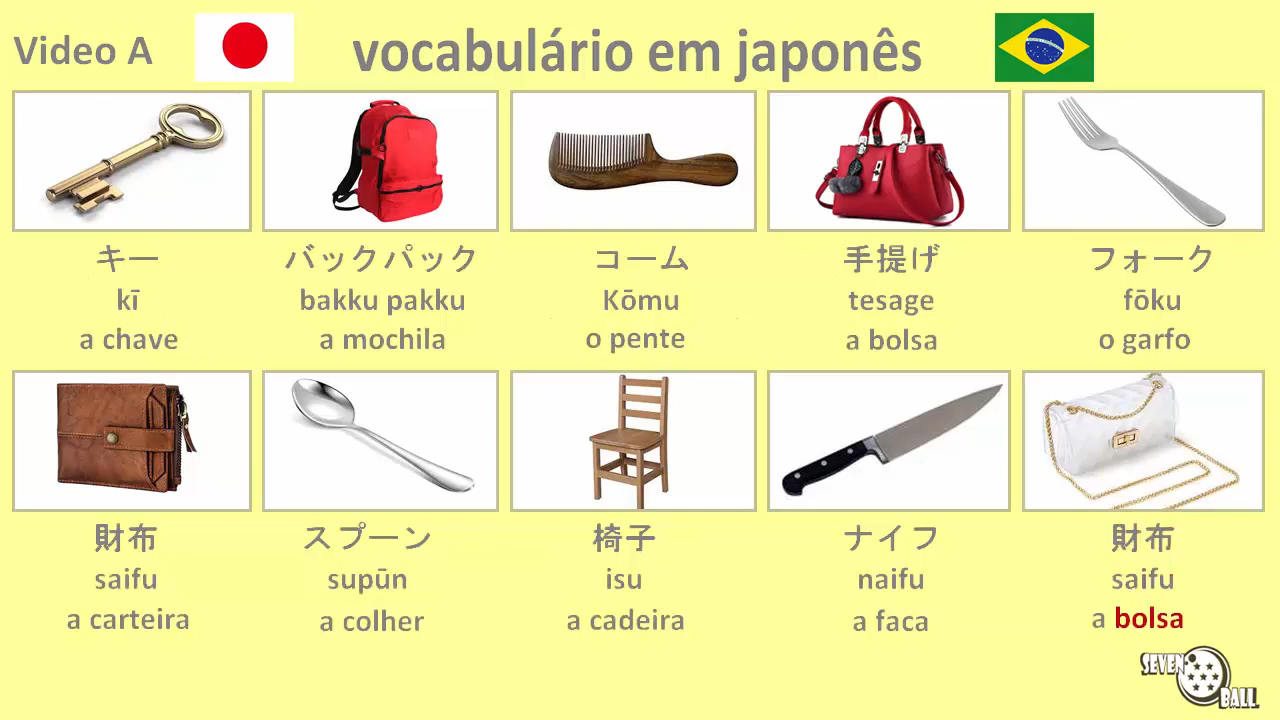 Video A
vocabulário em japonês
キー
kī
a chave
バックパック
bakku pakku
a mochila
コーム
Kōmu
o pente
手提げ
tesage
a bolsa
フォーク
fōku
o garfo
財布
saifu
a carteira
スプーン
supūn
a colher
椅子
isu
a cadeira
ナイフ
naifu
a faca
財布
saifu
a bolsa
SEVEN
BALL